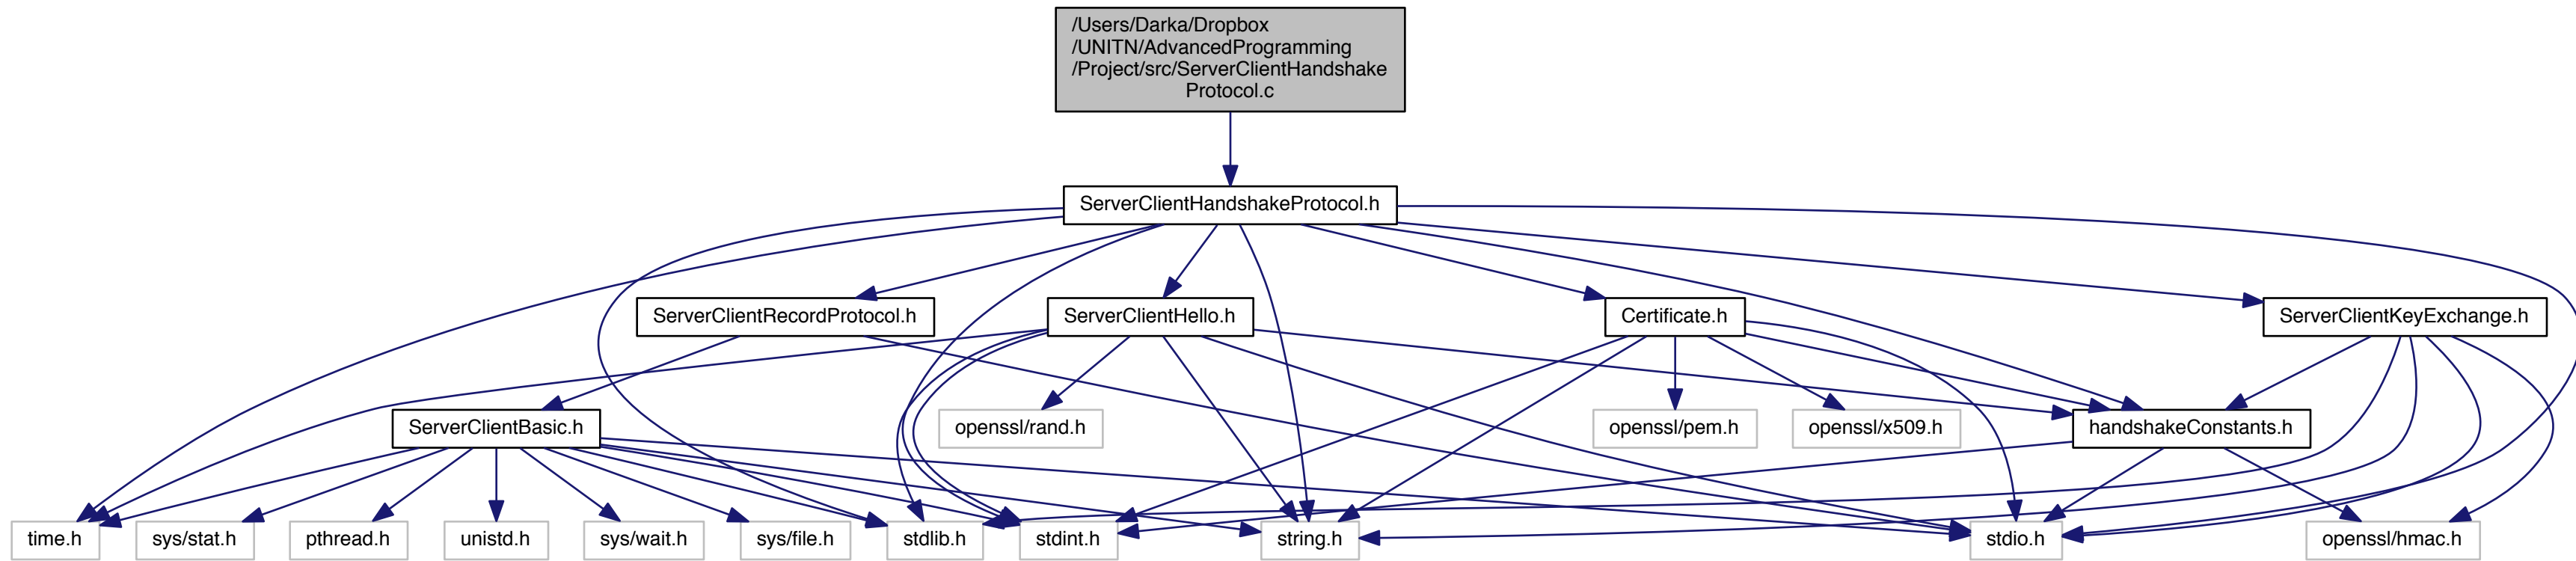 /Users/Darka/Dropbox
/UNITN/AdvancedProgramming
/Project/src/ServerClientHandshake
Protocol.c
ServerClientHandshakeProtocol.h
ServerClientRecordProtocol.h
ServerClientHello.h
Certificate.h
ServerClientKeyExchange.h
ServerClientBasic.h
openssl/rand.h
openssl/pem.h
openssl/x509.h
handshakeConstants.h
time.h
sys/stat.h
pthread.h
unistd.h
sys/wait.h
sys/file.h
stdlib.h
stdint.h
string.h
stdio.h
openssl/hmac.h